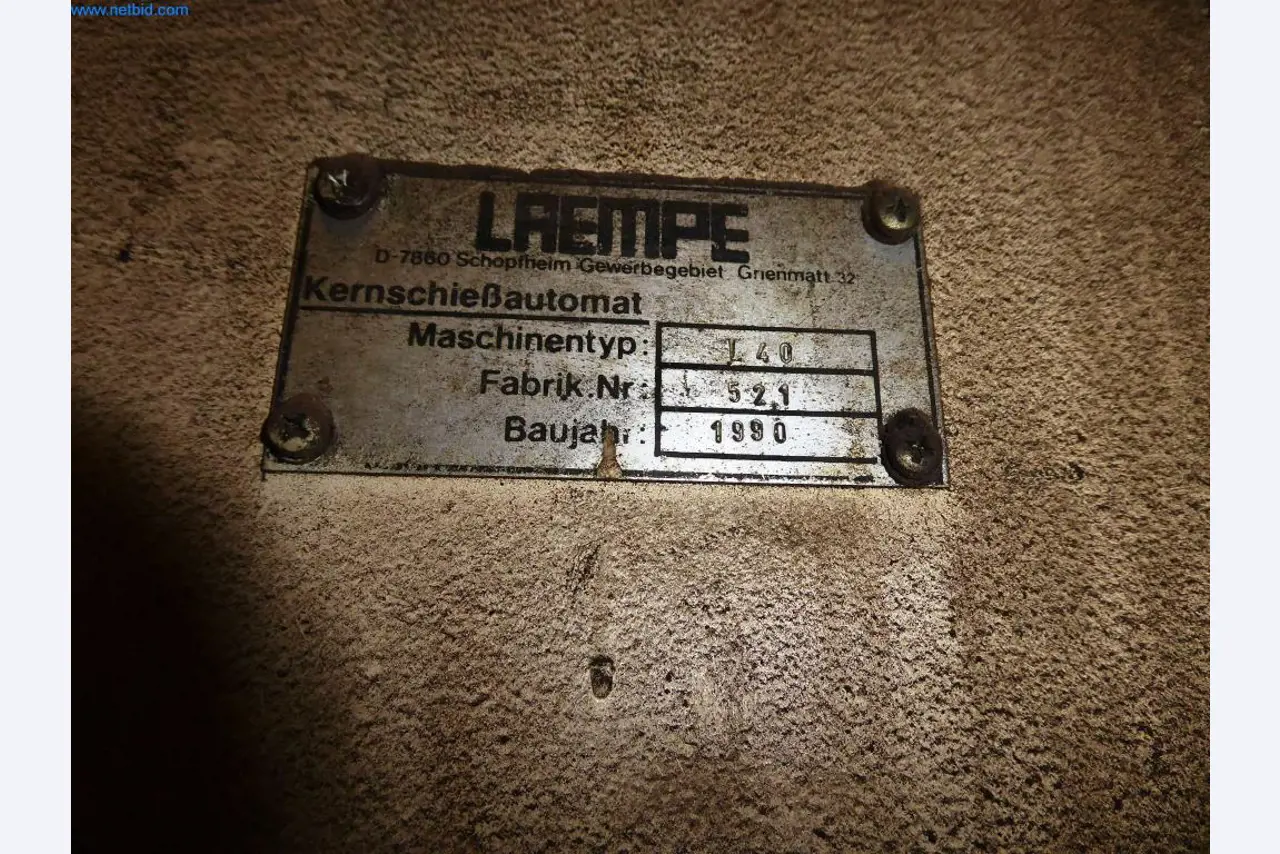 www.netbid.com
LAEMPE
D-7860 Schopfheim Gewerbegebiet Grienmatt 32
Kernschießautomat
Maschinentyp: L 40
Fabrik.Nr.: 521
Baujahr: 1990